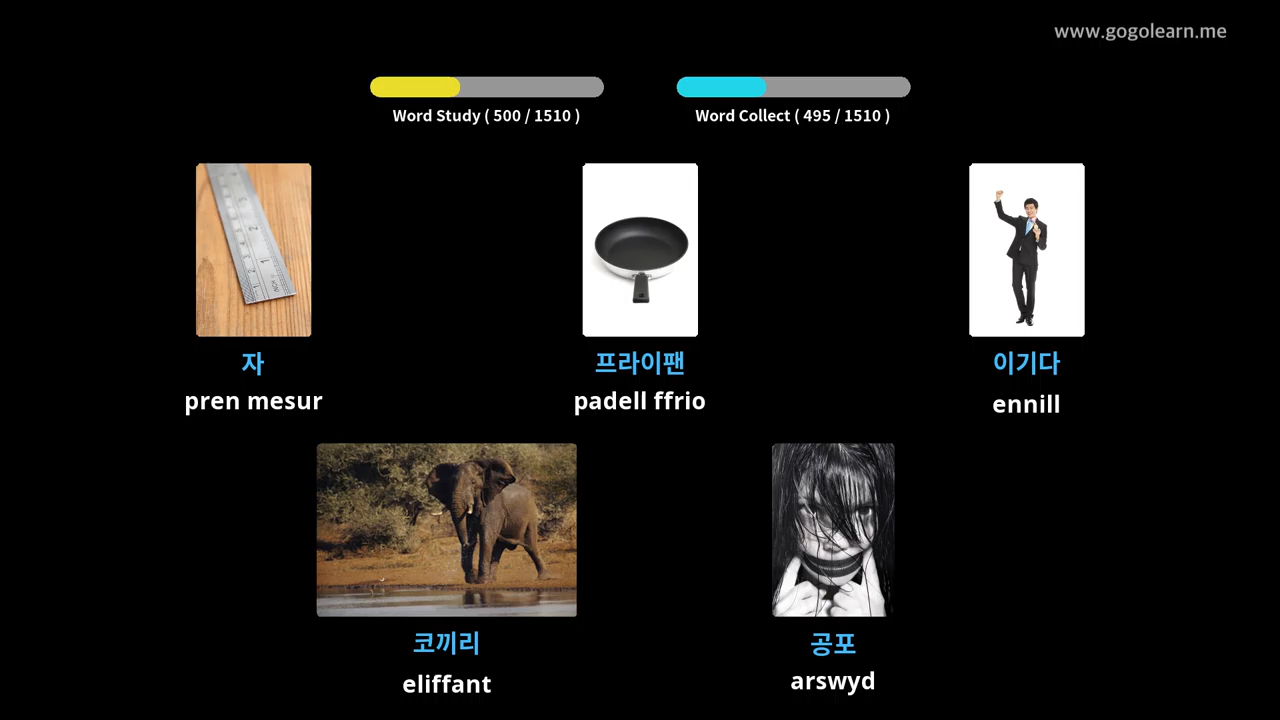 www.gogolearn.me
Word Study ( 500 / 1510 )
Word Collect ( 495 / 1510 )
자
프라이팬
이기다
pren mesur
padell ffrio
ennill
코끼리
공포
eliffant
arswyd